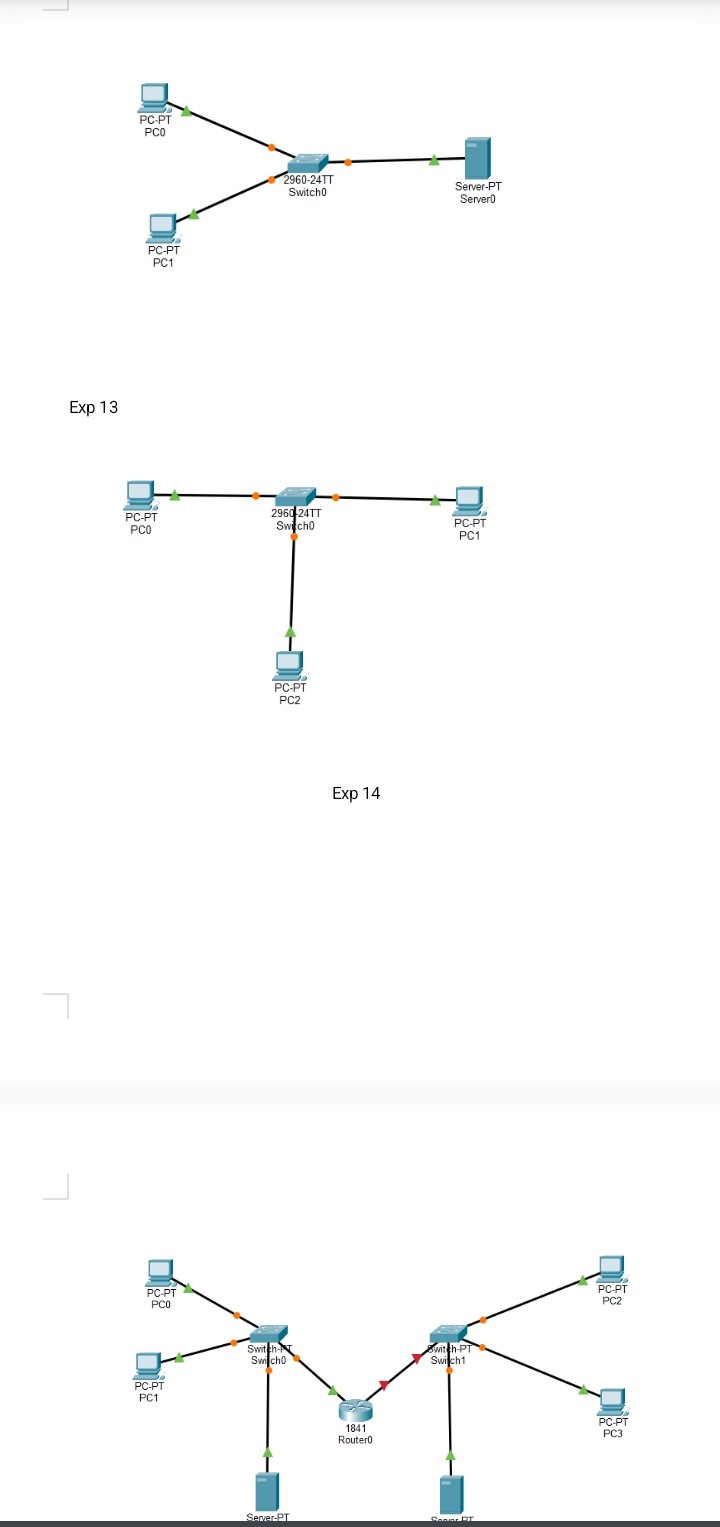 PC-PT
PC0
2960-24TT
Switch0
Server-PT
Server0
PC-PT
PC1
Exp 13
PC-PT
PC0
2960-24TT
Switch0
PC-PT
PC1
PC-PT
PC2
Exp 14
PC-PT
PC0
PC-PT
PC2
Switch-PT
Switch0
Switch-PT
Switch1
PC-PT
PC1
1841
Router0
PC-PT
PC3
Server-PT
Server-PT